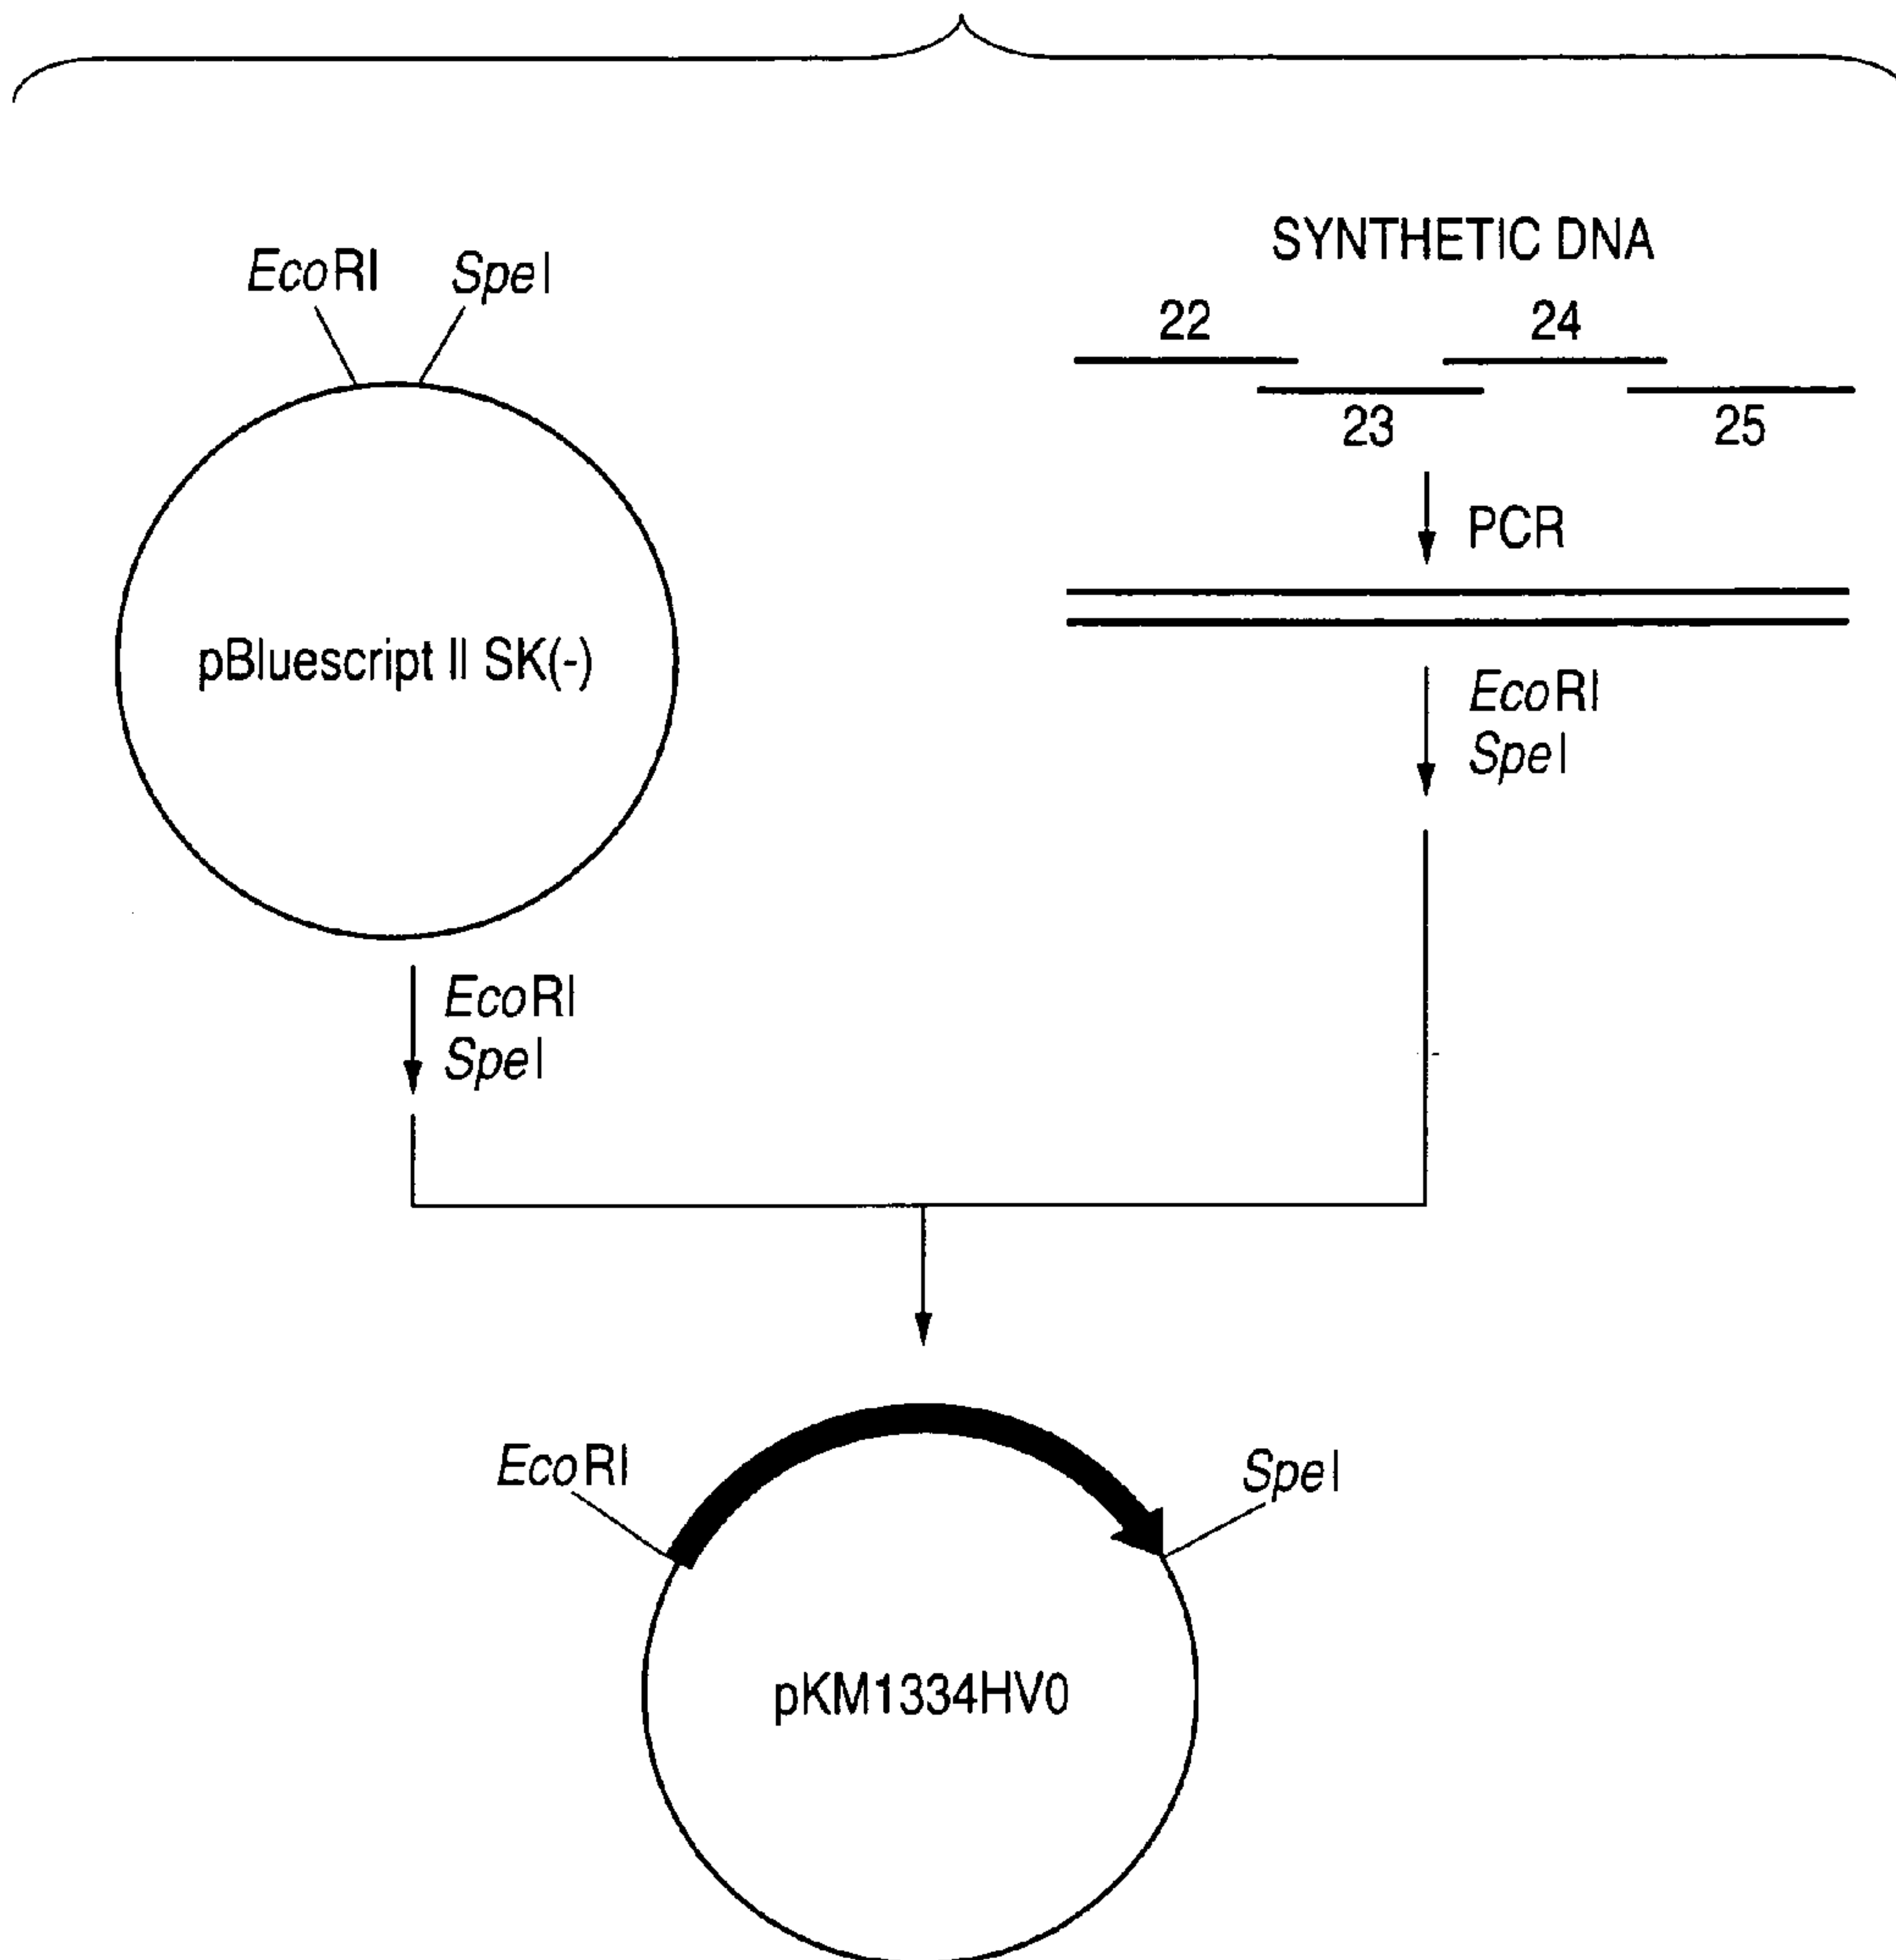 EcoRI SpeI
pBluescript II SK(-)
EcoRI
SpeI
SYNTHETIC DNA
22 24
23 25
PCR
EcoRI
SpeI
EcoRI SpeI
pKM1334HV0